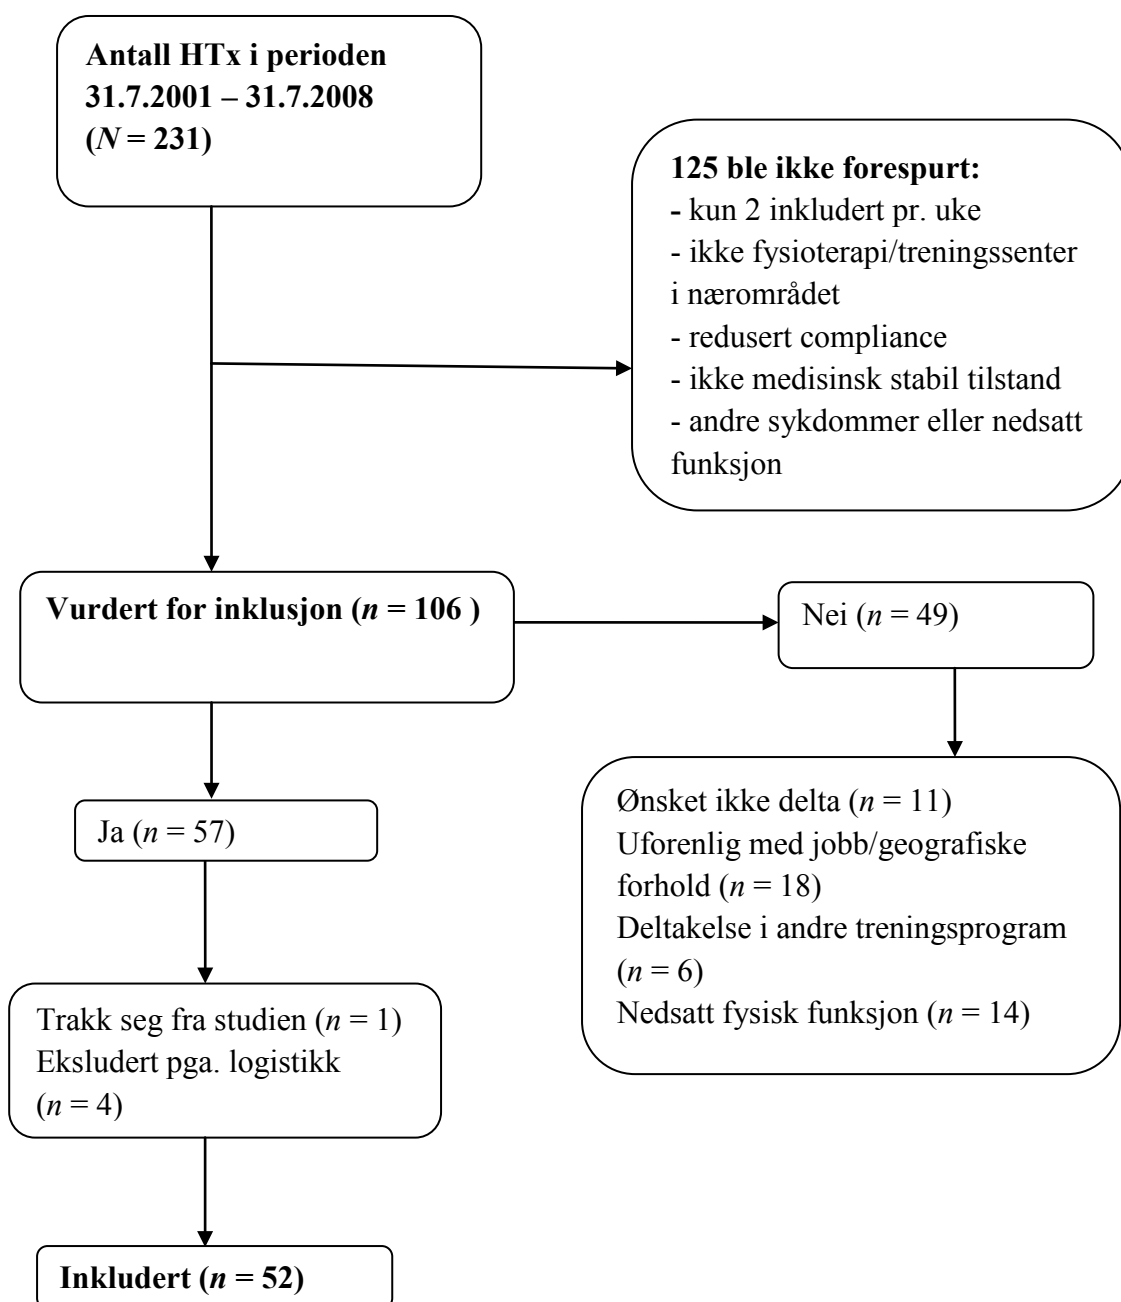 Antall HTx i perioden
31.7.2001 – 31.7.2008
(N = 231)
125 ble ikke forespurt:
- kun 2 inkludert pr. uke
- ikke fysioterapi/treningssenter
i nærområdet
- redusert compliance
- ikke medisinsk stabil tilstand
- andre sykdommer eller nedsatt
funksjon
Vurdert for inklusjon (n = 106 )
Nei (n = 49)
Ja (n = 57)
Ønsket ikke delta (n = 11)
Uforenlig med jobb/geografiske
forhold (n = 18)
Deltakelse i andre treningsprogram
(n = 6)
Nedsatt fysisk funksjon (n = 14)
Trakk seg fra studien (n = 1)
Eksludert pga. logistikk
(n = 4)
Inkludert (n = 52)